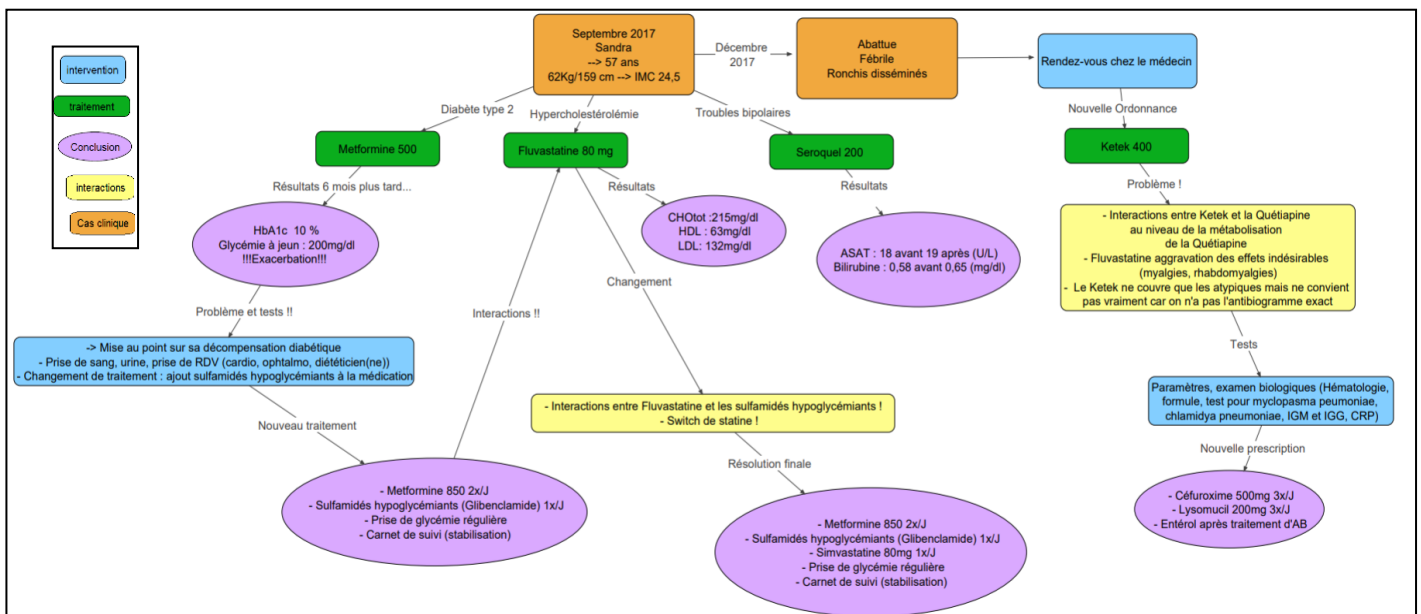 intervention
traitement
Conclusion
interactions
Cas clinique
Septembre 2017
Sandra
--> 57 ans
62Kg/159 cm --> IMC 24,5
Décembre
2017
Abattue
Fébrile
Ronchis disséminés
Rendez-vous chez le médecin
Diabète type 2
Hypercholestérolémie
Troubles bipolaires
Nouvelle Ordonnance
Metformine 500
Fluvastatine 80 mg
Seroquel 200
Ketek 400
Résultats 6 mois plus tard...
Résultats
Résultats
Problème !
HbA1c 10 %
Glycémie à jeun : 200mg/dl
!!!Exacerbation!!!
CHOtot :215mg/dl
HDL : 63mg/dl
LDL: 132mg/dl
ASAT : 18 avant 19 après (U/L)
Bilirubine : 0,58 avant 0,65 (mg/dl)
- Interactions entre Ketek et la Quétiapine
au niveau de la métabolisation
de la Quétiapine
- Fluvastatine aggravation des effets indésirables
(myalgies, rhabdomyalgies)
- Le Ketek ne couvre que les atypiques mais ne convient
pas vraiment car on n'a pas l'antibiogramme exact
Problème et tests !!
Interactions !!
Changement
Tests
-> Mise au point sur sa décompensation diabétique
- Prise de sang, urine, prise de RDV (cardio, ophtalmo, diététicien(ne))
- Changement de traitement : ajout sulfamidés hypoglycémiants à la médication
- Interactions entre Fluvastatine et les sulfamidés hypoglycémiants !
- Switch de statine !
Paramètres, examen biologiques (Hématologie,
formule, test pour myclopasma peumoniae,
chlamidya pneumoniae, IGM et IGG, CRP)
Nouveau traitement
Résolution finale
Nouvelle prescription
- Metformine 850 2x/J
- Sulfamidés hypoglycémiants (Glibenclamide) 1x/J
- Prise de glycémie régulière
- Carnet de suivi (stabilisation)
- Metformine 850 2x/J
- Sulfamidés hypoglycémiants (Glibenclamide) 1x/J
- Simvastatine 80mg 1x/J
- Prise de glycémie régulière
- Carnet de suivi (stabilisation)
- Céfuroxime 500mg 3x/J
- Lysomucil 200mg 3x/J
- Entérol après traitement d'AB